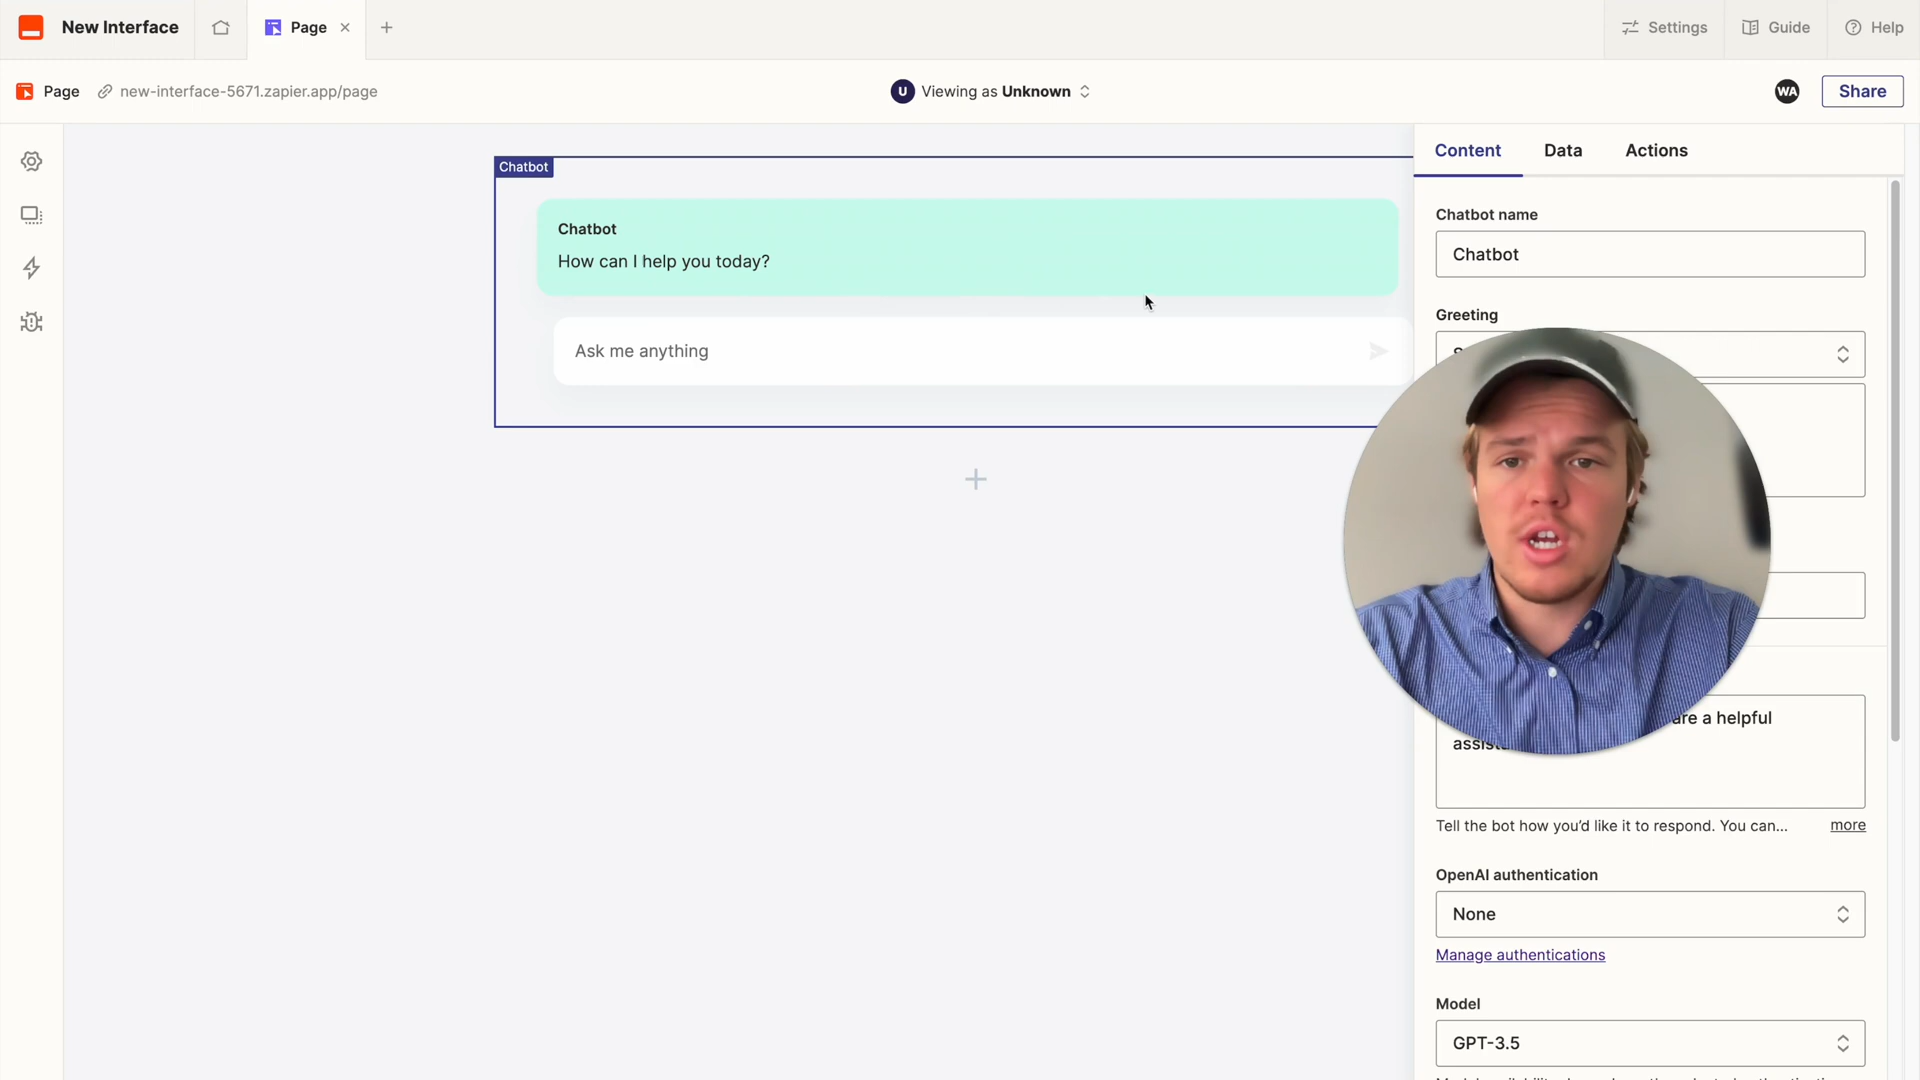 New Interface
Page
Settings
Guide
Help
Page
new-interface-5671.zapier.app/page
U
Viewing as Unknown
WA
Share
Chatbot
Chatbot
How can I help you today?
Ask me anything
Content
Data
Actions
Chatbot name
Chatbot
Greeting
are a helpful
Tell the bot how you'd like it to respond. You can...
more
OpenAI authentication
None
Manage authentications
Model
GPT-3.5